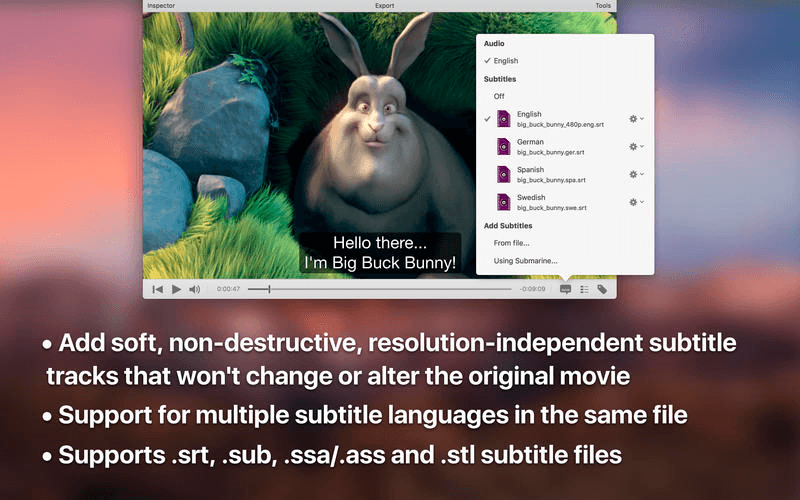 Inspector
Export
Tools
Audio
✓ English
Subtitles
Off
✓ English
big_buck_bunny_480p.eng.srt
German
big_buck_bunny.ger.srt
Spanish
big_buck_bunny.spa.srt
Swedish
big_buck_bunny.swe.srt
Add Subtitles
From file...
Using Submarine...
Hello there...
I'm Big Buck Bunny!
0:00:47
-0:09:09
• Add soft, non-destructive, resolution-independent subtitle
tracks that won't change or alter the original movie
• Support for multiple subtitle languages in the same file
• Supports .srt, .sub, .ssa/.ass and .stl subtitle files